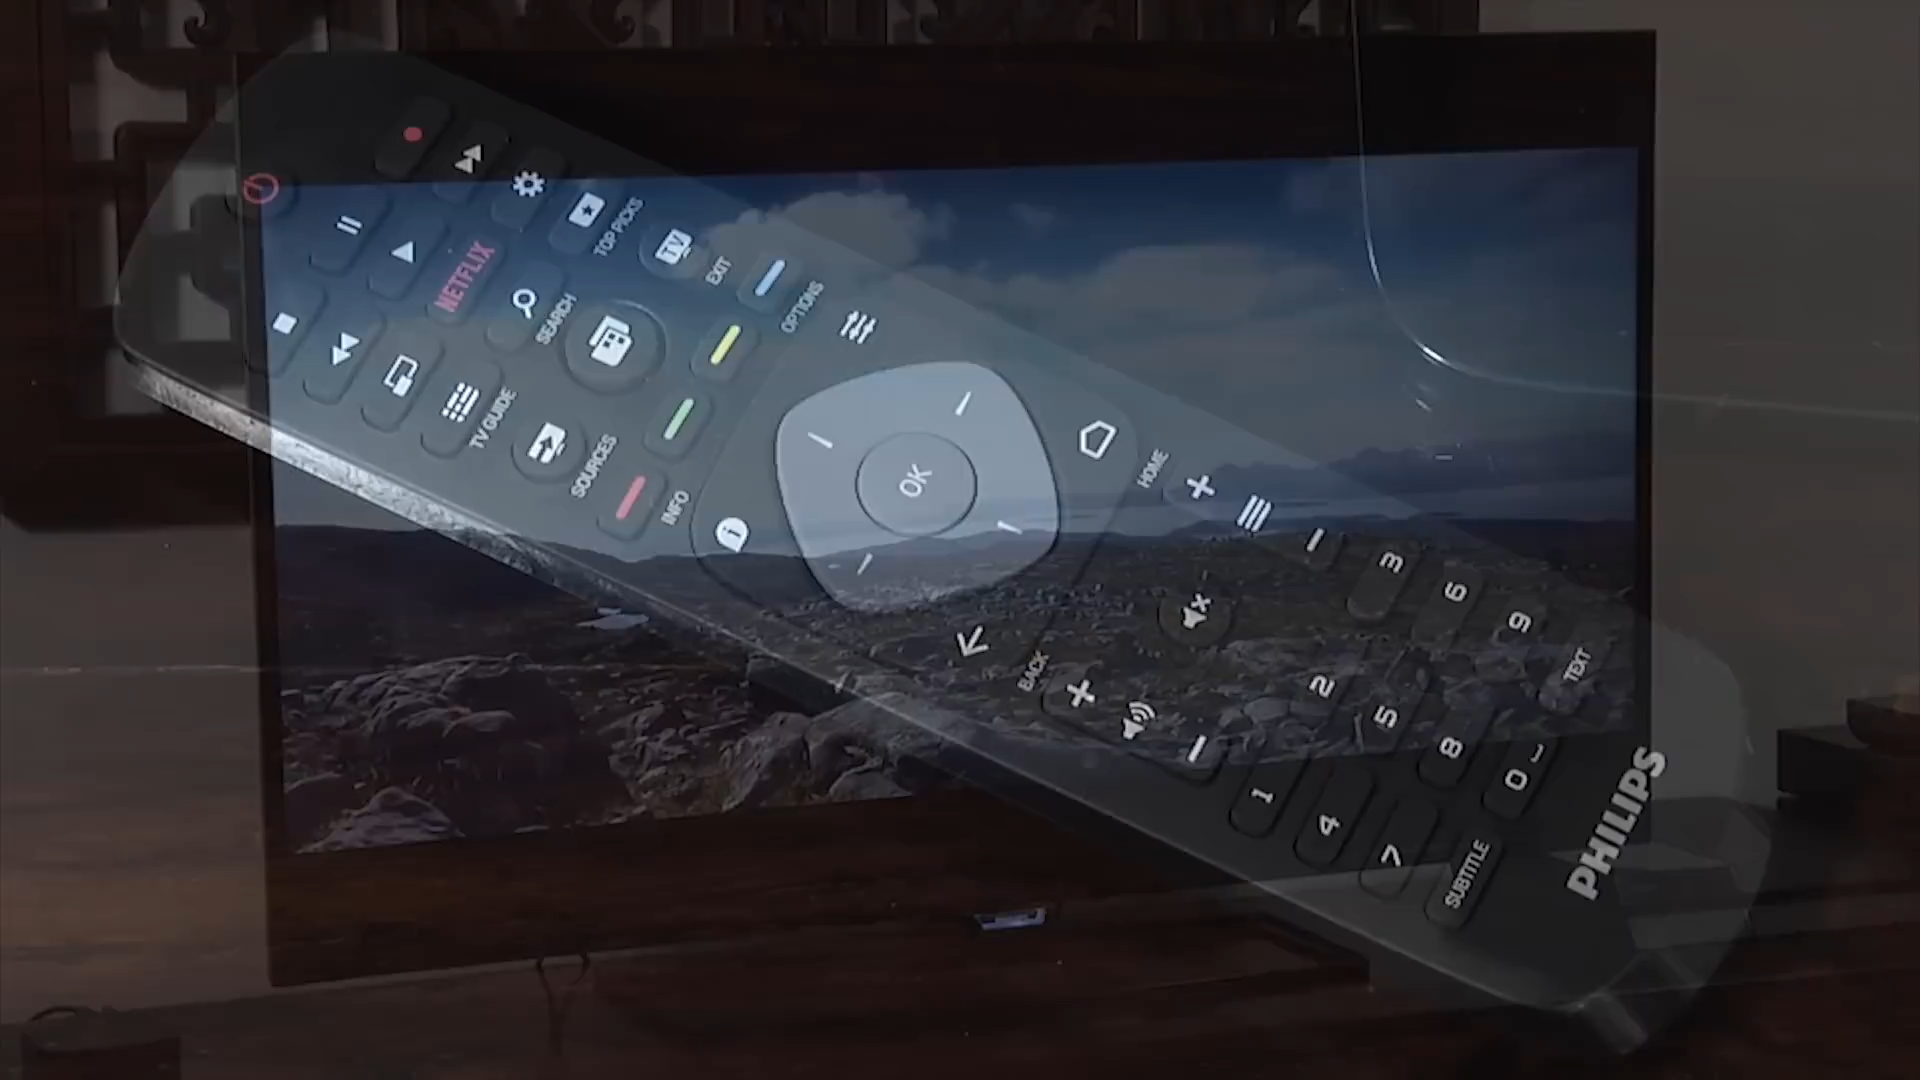 NETFLIX
TOP PICKS
TV
EXIT
SEARCH
OPTIONS
TV GUIDE
SOURCES
INFO
i
OK
HOME
BACK
1 2 3
4 5 6
7 8 9
SUBTITLE 0 TEXT
PHILIPS